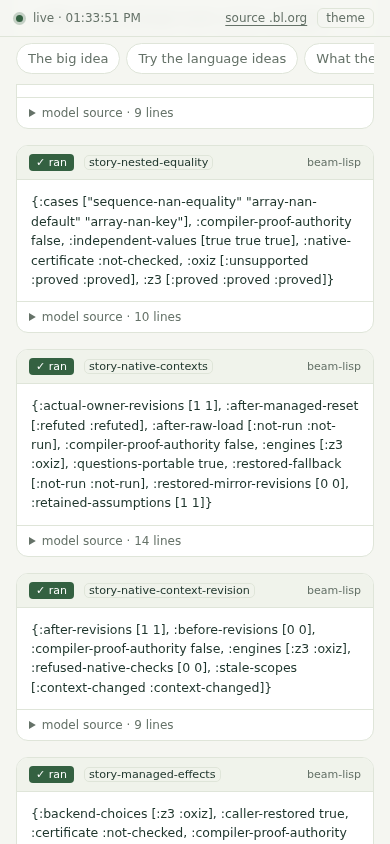 live · 01:33:51 PM
source .bl.org
theme
The big idea
Try the language ideas
What the
▶ model source · 9 lines
✓ ran
story-nested-equality
beam-lisp
{:cases ["sequence-nan-equality" "array-nan-
default" "array-nan-key"], :compiler-proof-authority
false, :independent-values [true true true], :native-
certificate :not-checked, :oxiz [:unsupported
:proved :proved], :z3 [:proved :proved :proved]}
▶ model source · 10 lines
✓ ran
story-native-contexts
beam-lisp
{:actual-owner-revisions [1 1], :after-managed-reset
[:refuted :refuted], :after-raw-load [:not-run :not-
run], :compiler-proof-authority false, :engines [:z3
:oxiz], :questions-portable true, :restored-fallback
[:not-run :not-run], :restored-mirror-revisions [0 0],
:retained-assumptions [1 1]}
▶ model source · 14 lines
✓ ran
story-native-context-revision
beam-lisp
{:after-revisions [1 1], :before-revisions [0 0],
:compiler-proof-authority false, :engines [:z3 :oxiz],
:refused-native-checks [0 0], :stale-scopes
[:context-changed :context-changed]}
▶ model source · 9 lines
✓ ran
story-managed-effects
beam-lisp
{:backend-choices [:z3 :oxiz], :caller-restored true,
:certificate :not-checked, :compiler-proof-authority